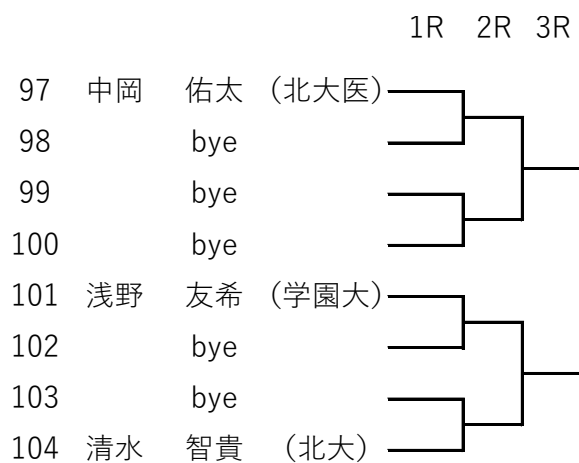 1R 2R 3R
97 中岡 佑太 (北大医)
98 bye
99 bye
100 bye
101 浅野 友希 (学園大)
102 bye
103 bye
104 清水 智貴 (北大)